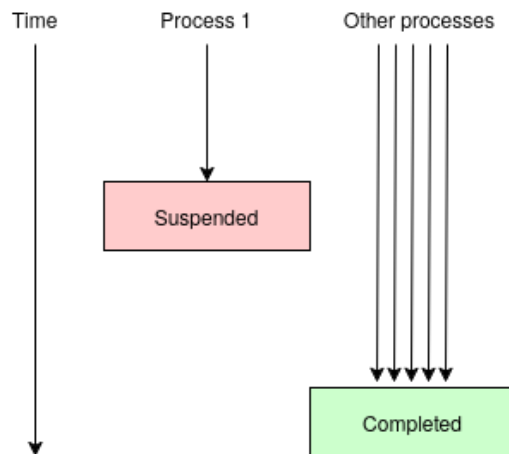 Time
Process 1
Other processes
Suspended
Completed